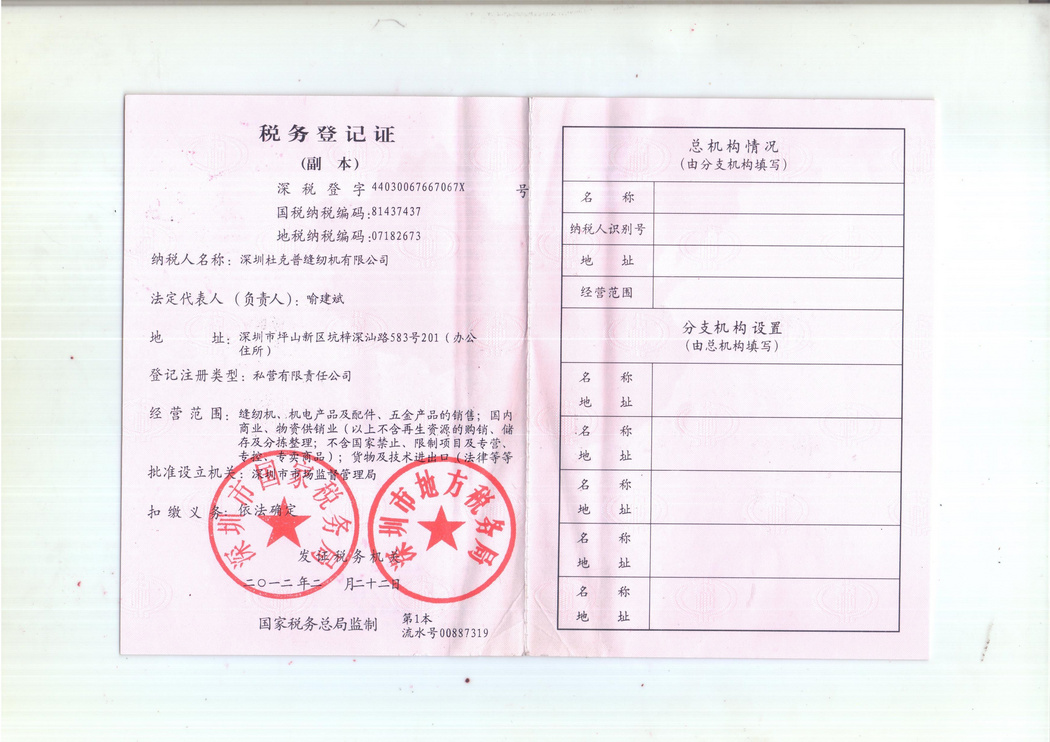 税务登记证
(副 本)
深 税 登 字 44030067667067X 号
国税纳税编码:81437437
地税纳税编码:07182673
纳税人名称: 深圳杜克普缝纫机有限公司
法定代表人 (负责人): 喻建斌
地 址: 深圳市坪山新区坑梓深汕路583号201 (办公
住所)
登记注册类型: 私营有限责任公司
经 营 范 围: 缝纫机、机电产品及配件、五金产品的销售; 国内
商业、物资供销业 (以上不含再生资源的购销、储
存及分拣整理; 不含国家禁止、限制项目及专营、
专控、专卖商品); 货物及技术进出口 (法律等等
批准设立机关: 深圳市市场监督管理局
扣 缴 义 务: 依法确定
深圳市国家税务局
深圳市地方税务局
发证税务机关
二〇一二 年 二 月二十二日
国家税务总局监制
第1本
流水号00887319
总机构情况
(由分支机构填写)
名 称
纳税人识别号
地 址
经营范围
分支机构设置
(由总机构填写)
名 称
地 址
名 称
地 址
名 称
地 址
名 称
地 址
名 称
地 址